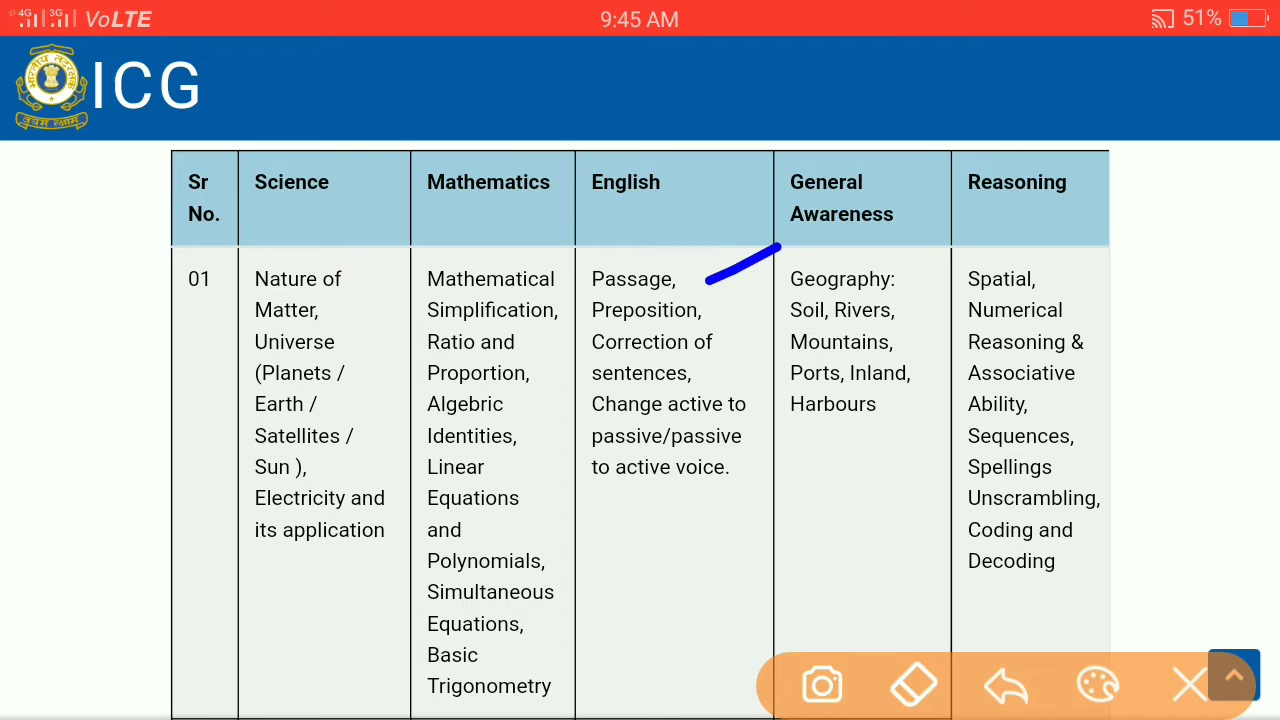 4G 3G VoLTE 9:45 AM 51%
ICG
Sr No.
Science
Mathematics
English
General
Awareness
Reasoning
01
Nature of
Matter,
Universe
(Planets /
Earth /
Satellites /
Sun ),
Electricity and
its application
Mathematical
Simplification,
Ratio and
Proportion,
Algebric
Identities,
Linear
Equations
and
Polynomials,
Simultaneous
Equations,
Basic
Trigonometry
Passage,
Preposition,
Correction of
sentences,
Change active to
passive/passive
to active voice.
Geography:
Soil, Rivers,
Mountains,
Ports, Inland,
Harbours
Spatial,
Numerical
Reasoning &
Associative
Ability,
Sequences,
Spellings
Unscrambling,
Coding and
Decoding